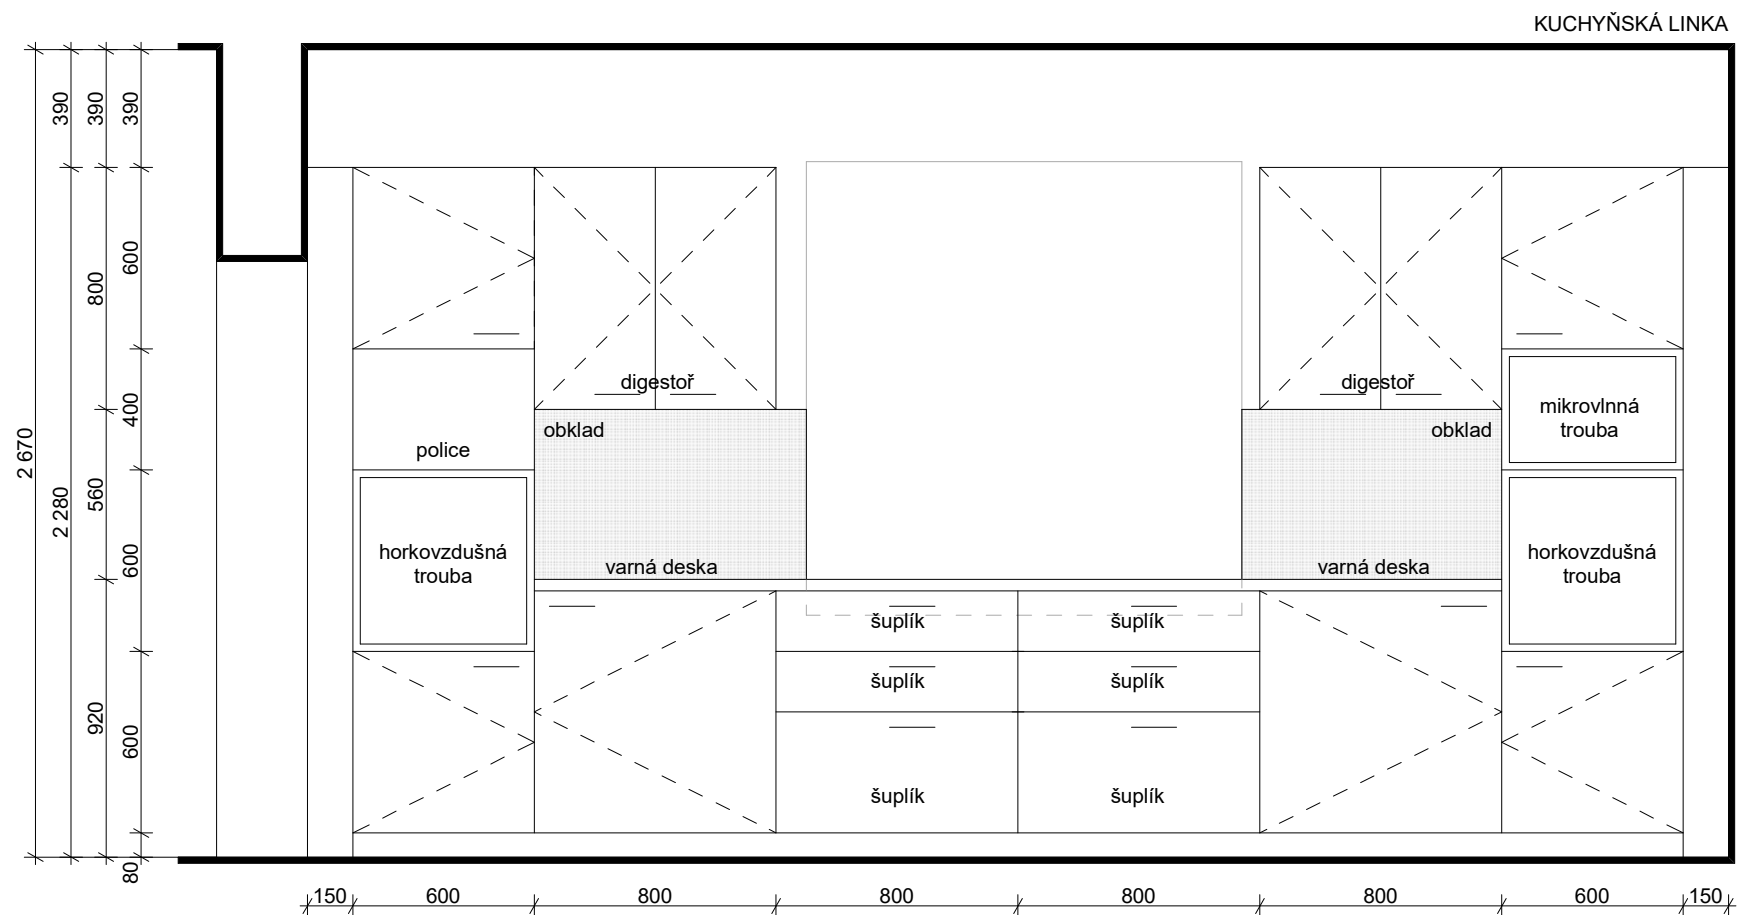 KUCHYŇSKÁ LINKA
390
390
390
600
800
digestoř
digestoř
400
mikrovlnná
trouba
obklad
obklad
police
2 670
2 280
560
600
horkovzdušná
trouba
horkovzdušná
trouba
varná deska
varná deska
šuplík
šuplík
šuplík
šuplík
920
600
šuplík
šuplík
80
150
600
800
800
800
800
600
150